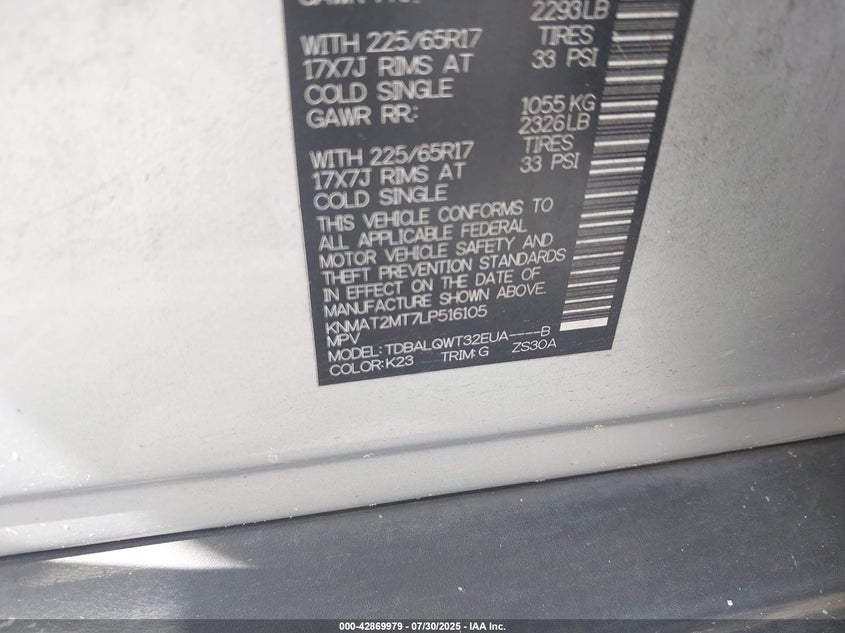 2293LB
WITH 225/65R17 TIRES
17X7J RIMS AT 33 PSI
COLD SINGLE
GAWR RR: 1055 KG
2326LB
WITH 225/65R17 TIRES
17X7J RIMS AT 33 PSI
COLD SINGLE
THIS VEHICLE CONFORMS TO
ALL APPLICABLE FEDERAL
MOTOR VEHICLE SAFETY AND
THEFT PREVENTION STANDARDS
IN EFFECT ON THE DATE OF
MANUFACTURE SHOWN ABOVE.
KNMAT2MT7LP516105
MPV
MODEL: TDBALQWT32EUA----B
COLOR: K23 TRIM: G ZS30A
000-42869979 / 07/30/2025 - IAA Inc.